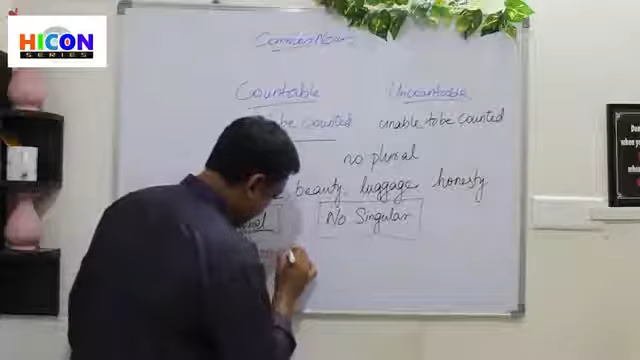 HICON
SERIES
Common Noun
Countable Uncountable
to be counted unable to be counted
no plural
beauty, luggage, honesty
No Singular